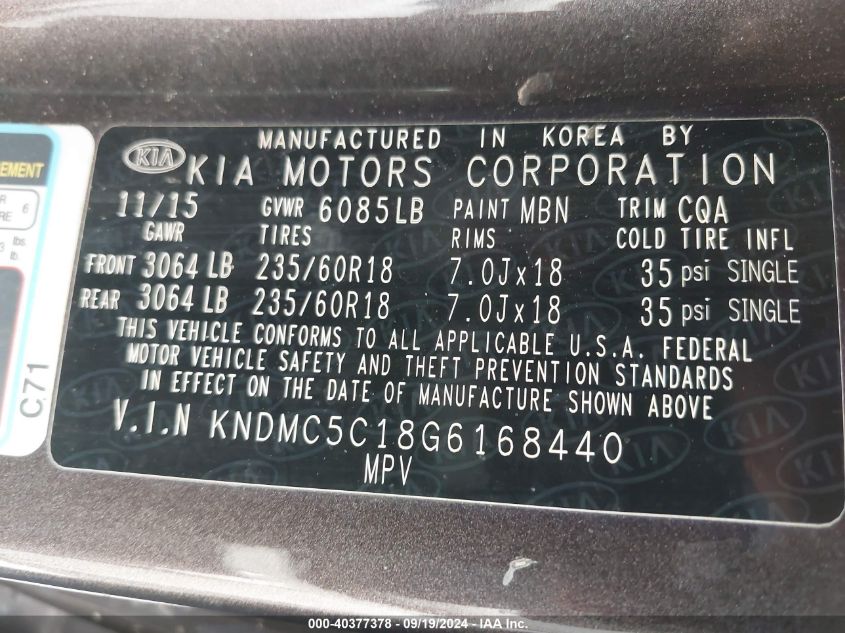 MANUFACTURED IN KOREA BY
KIA KIA MOTORS CORPORATION
11/15 GVWR 6085LB PAINT MBN TRIM CQA
GAWR TIRES RIMS COLD TIRE INFL
FRONT 3064 LB 235/60R18 7.0Jx18 35 psi SINGLE
REAR 3064 LB 235/60R18 7.0Jx18 35 psi SINGLE
THIS VEHICLE CONFORMS TO ALL APPLICABLE U.S.A. FEDERAL
MOTOR VEHICLE SAFETY AND THEFT PREVENTION STANDARDS
IN EFFECT ON THE DATE OF MANUFACTURE SHOWN ABOVE
V.I.N KNDMC5C18G6168440
MPV
6
lbs.
C71
000-40377378 - 09/19/2024 - IAA Inc.